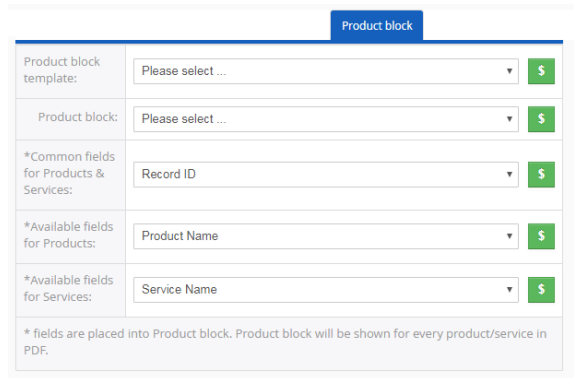 Product block
Product block
template:
Please select ...
$
Product block:
Please select ...
$
*Common fields
for Products &
Services:
Record ID
$
*Available fields
for Products:
Product Name
$
*Available fields
for Services:
Service Name
$
* fields are placed into Product block. Product block will be shown for every product/service in
PDF.